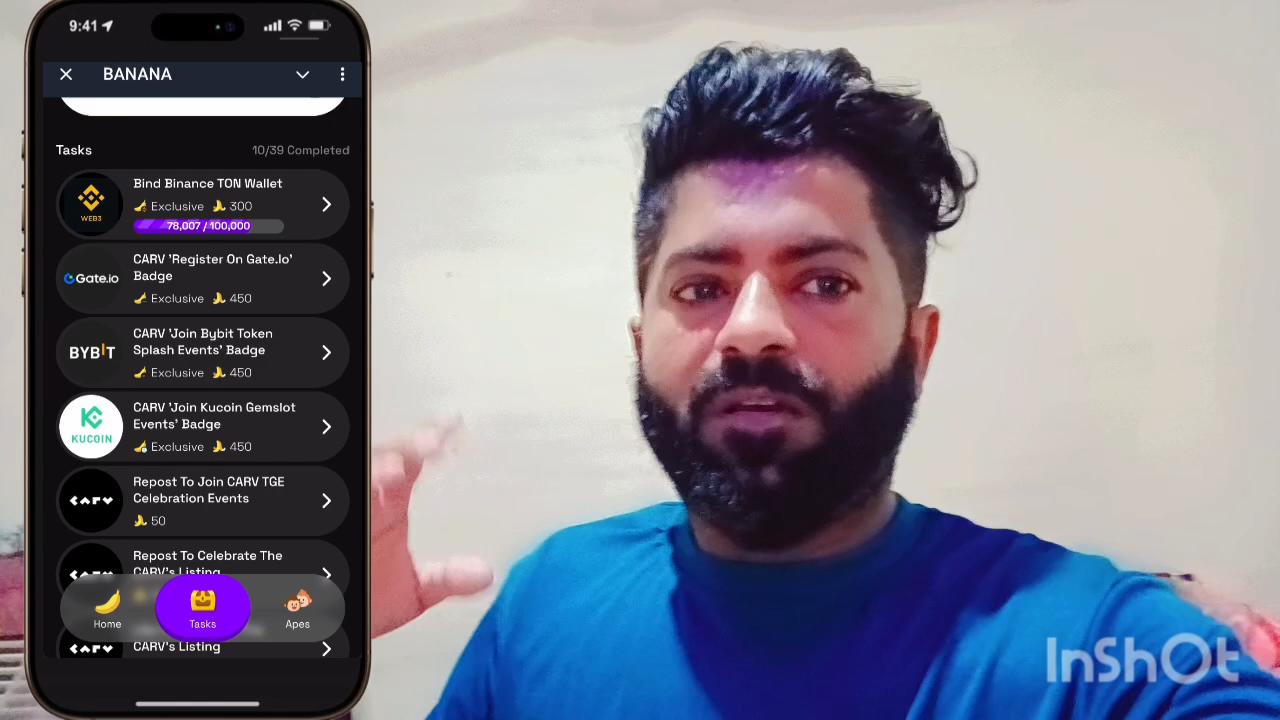 9:41
BANANA
Tasks
10/39 Completed
Bind Binance TON Wallet
Exclusive 300
78,007 / 100,000
WEB3
CARV 'Register On Gate.Io'
Badge
Gate.io
Exclusive 450
CARV 'Join Bybit Token
Splash Events' Badge
BYBIT
Exclusive 450
CARV 'Join Kucoin Gemslot
Events' Badge
KUCOIN
Exclusive 450
Repost To Join CARV TGE
Celebration Events
CARV
50
Repost To Celebrate The
CARV's Listing
Home
Tasks
Apes
CARV's Listing
InShOt